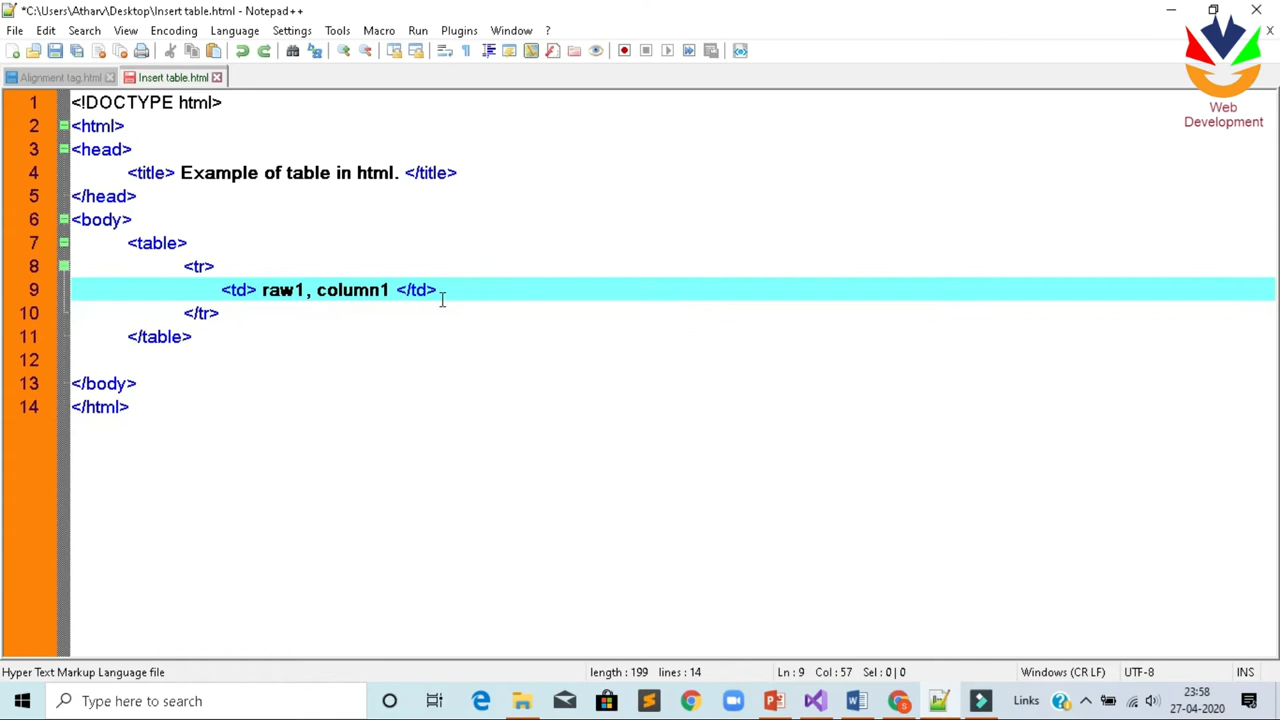 *C:\Users\Atharv\Desktop\Insert table.html - Notepad++
File Edit Search View Encoding Language Settings Tools Macro Run Plugins Window ?
X
Alignment tag.html Insert table.html
Web
Development
1 <!DOCTYPE html>
2 <html>
3 <head>
4 <title> Example of table in html. </title>
5 </head>
6 <body>
7 <table>
8 <tr>
9 <td> raw1, column1 </td>
10 </tr>
11 </table>
12
13 </body>
14 </html>
Hyper Text Markup Language file length : 199 lines : 14 Ln : 9 Col : 57 Sel : 0 | 0 Windows (CR LF) UTF-8 INS
Type here to search Links 23:58
27-04-2020